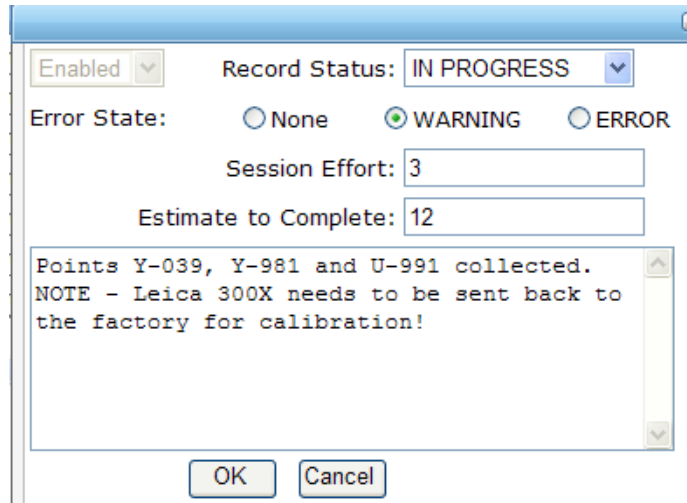 Enabled Record Status: IN PROGRESS
Error State: None WARNING ERROR
Session Effort: 3
Estimate to Complete: 12
Points Y-039, Y-981 and U-991 collected.
NOTE - Leica 300X needs to be sent back to
the factory for calibration!
OK Cancel